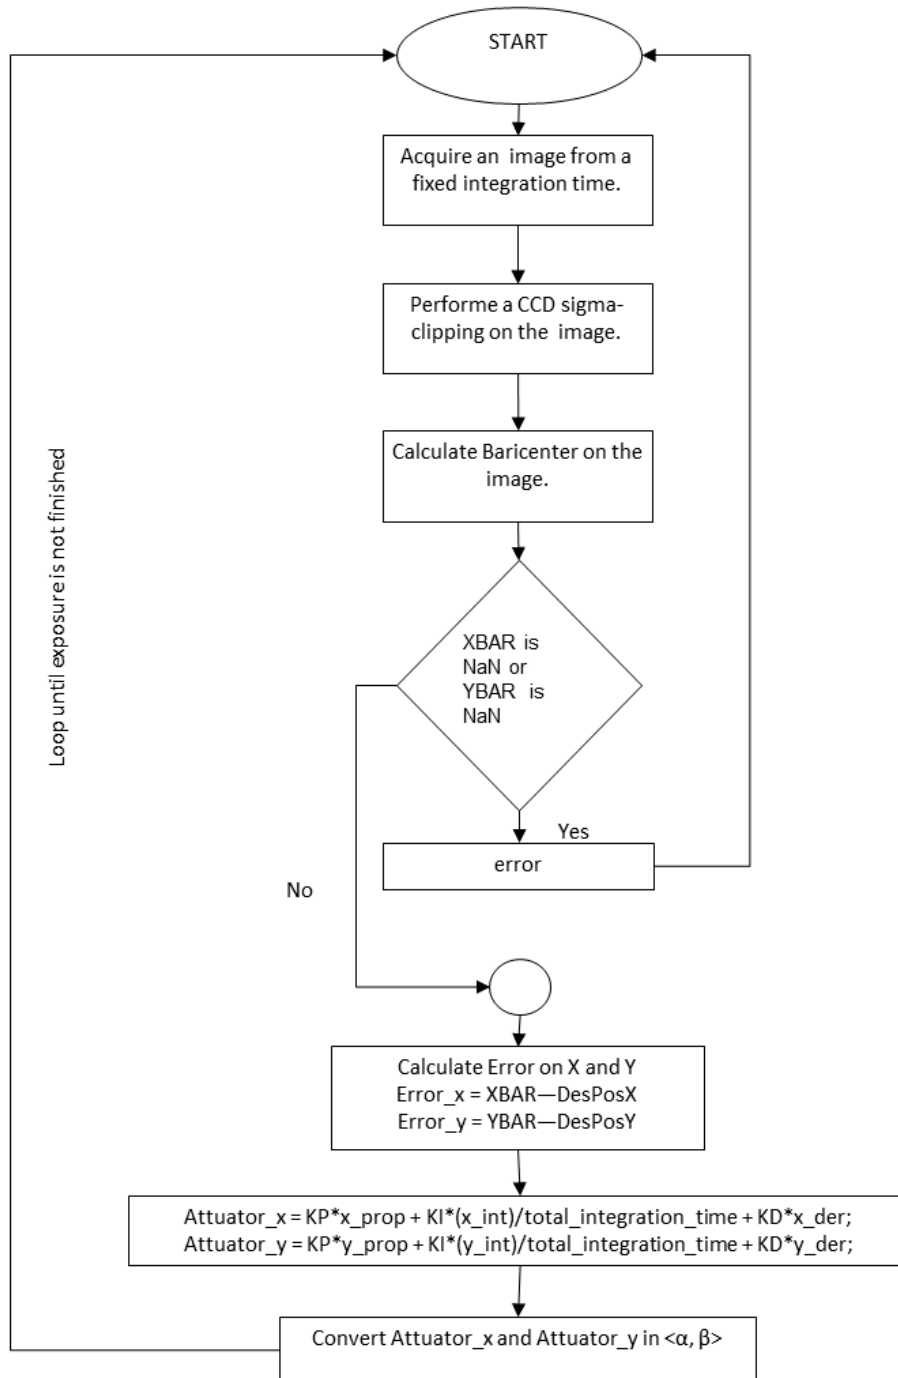 START
Acquire an image from a
fixed integration time.
Performe a CCD sigma-
clipping on the image.
Calculate Baricenter on the
image.
Loop until exposure is not finished
XBAR is
NaN or
YBAR is
NaN
Yes
error
No
Calculate Error on X and Y
Error_x = XBAR—DesPosX
Error_y = YBAR—DesPosY
Attuator_x = KP*x_prop + KI*(x_int)/total_integration_time + KD*x_der;
Attuator_y = KP*y_prop + KI*(y_int)/total_integration_time + KD*y_der;
Convert Attuator_x and Attuator_y in <α, β>